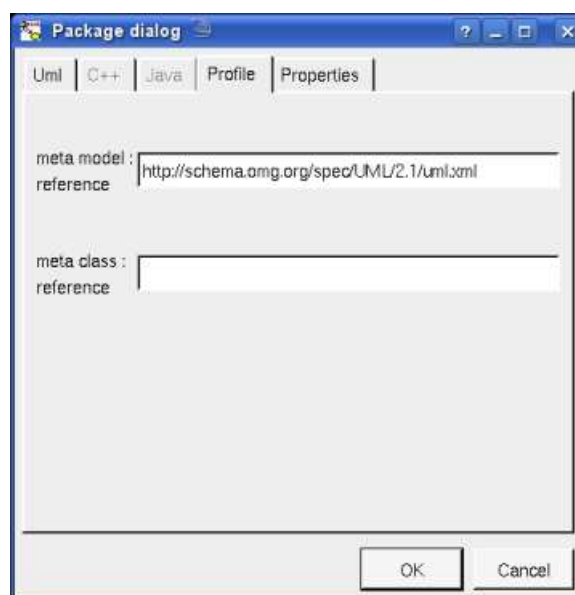 Package dialog
Uml C++ Java Profile Properties
meta model :
reference
http://schema.omg.org/spec/UML/2.1/uml.xml
meta class :
reference
OK Cancel